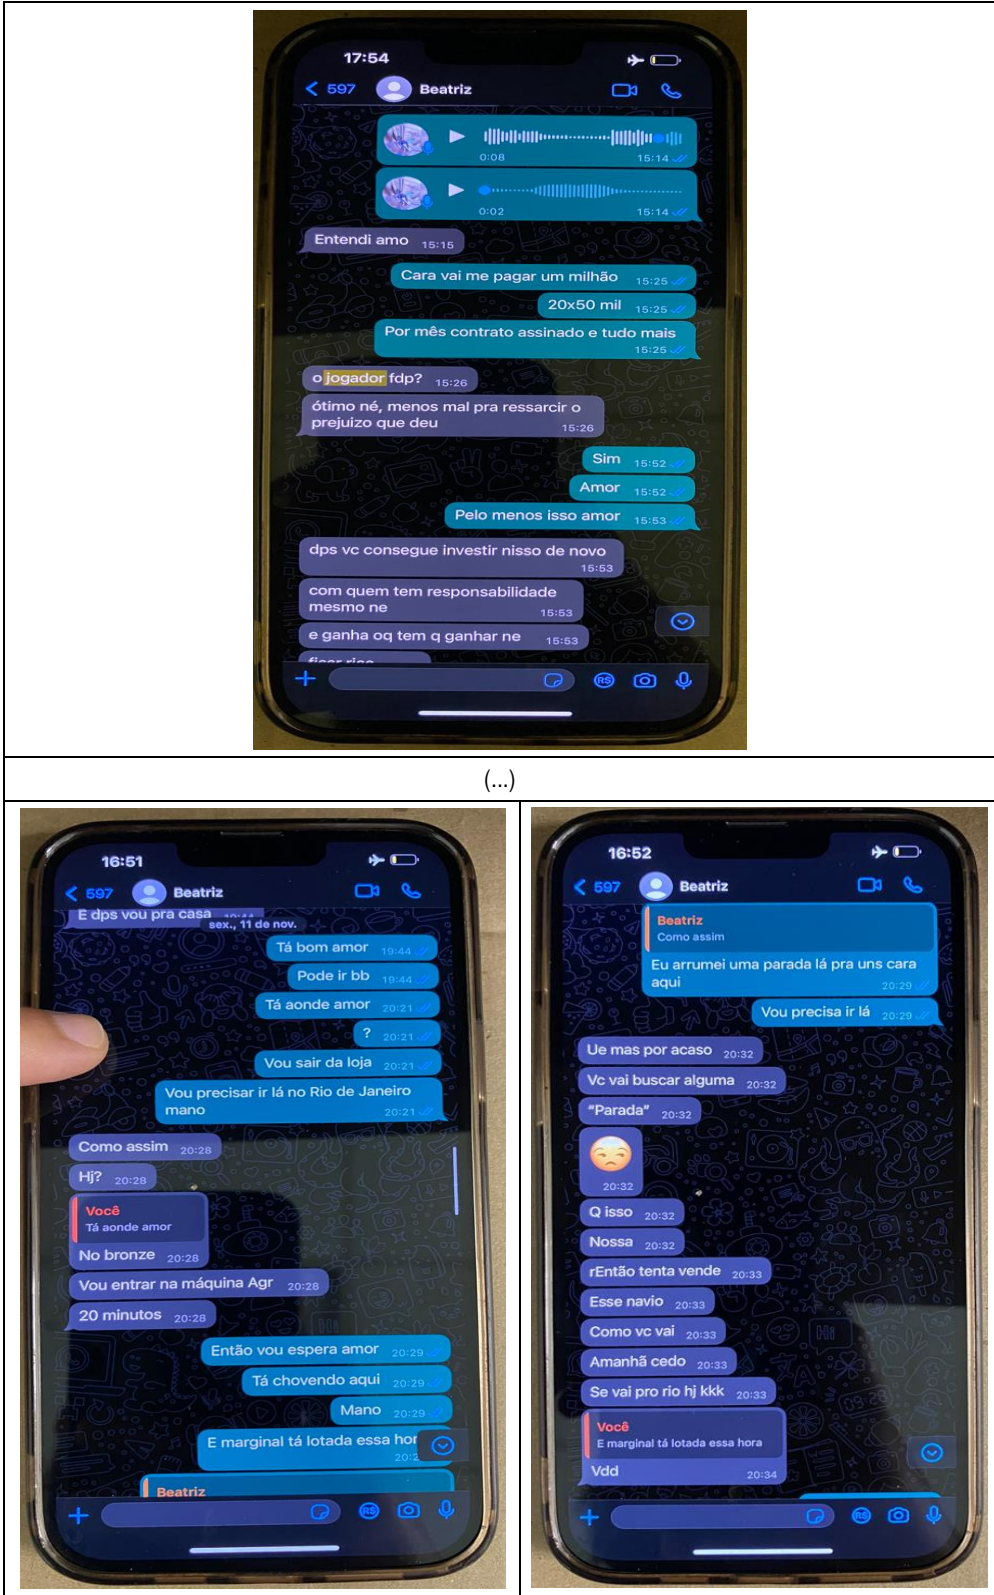 17:54
597
Beatriz
0:08 15:14
0:02 15:14
Entendi amo 15:15
Cara vai me pagar um milhão 15:25
20x50 mil 15:25
Por mês contrato assinado e tudo mais
15:25
o jogador fdp? 15:26
ótimo né, menos mal pra ressarcir o
prejuizo que deu
15:26
Sim 15:52
Amor 15:52
Pelo menos isso amor 15:53
dps vc consegue investir nisso de novo
15:53
com quem tem responsabilidade
mesmo ne 15:53
e ganha oq tem q ganhar ne 15:53
ficar rica
R$
(...)
16:51
597
Beatriz
E dps vou pra casa 19:44
sex., 11 de nov.
Tá bom amor 19:44
Pode ir bb 19:44
Tá aonde amor 20:21
? 20:21
Vou sair da loja 20:21
Vou precisar ir lá no Rio de Janeiro
mano 20:21
Como assim 20:28
Hj? 20:28
Você
Tá aonde amor
No bronze 20:28
Vou entrar na máquina Agr 20:28
20 minutos 20:28
Então vou espera amor 20:29
Tá chovendo aqui 20:29
Mano 20:29
E marginal tá lotada essa hor
20:2
Beatriz
R$
16:52
597
Beatriz
Beatriz
Como assim
Eu arrumei uma parada lá pra uns cara
aqui 20:29
Vou precisa ir lá 20:29
Ue mas por acaso 20:32
Vc vai buscar alguma 20:32
“Parada” 20:32
20:32
Q isso 20:32
Nossa 20:32
rEntão tenta vende 20:33
Esse navio 20:33
Como vc vai 20:33
Amanhã cedo 20:33
Se vai pro rio hj kkk 20:33
Você
E marginal tá lotada essa hora
Vdd 20:34
R$